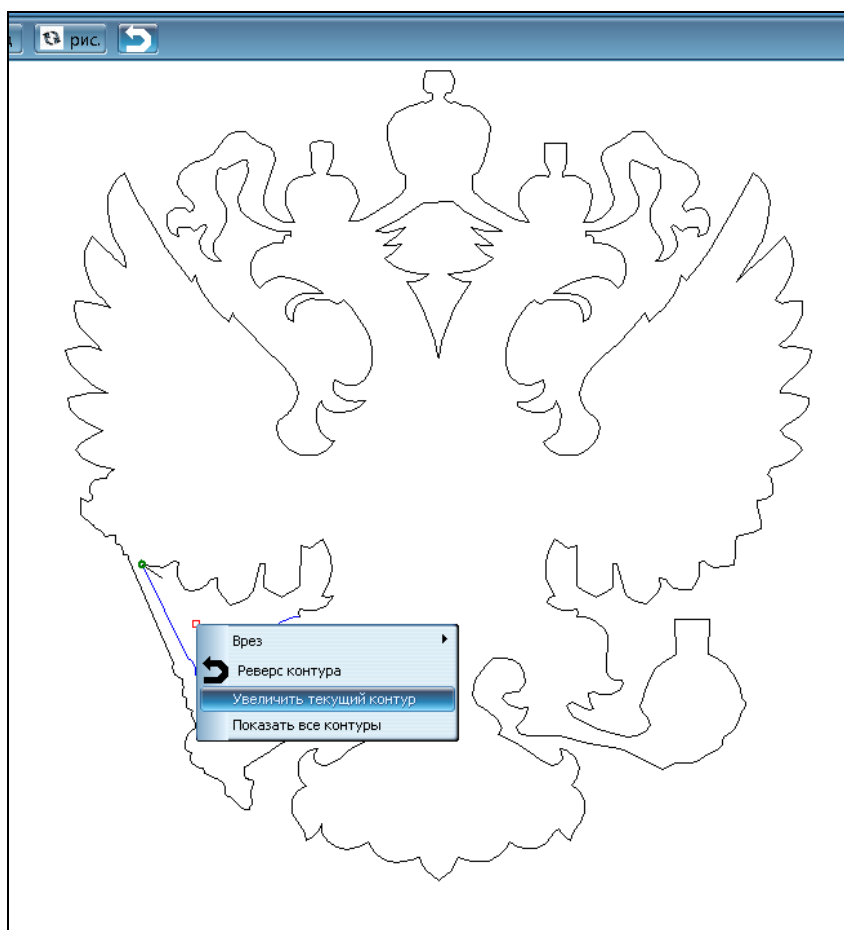 рис.
Врез
Реверс контура
Увеличить текущий контур
Показать все контуры